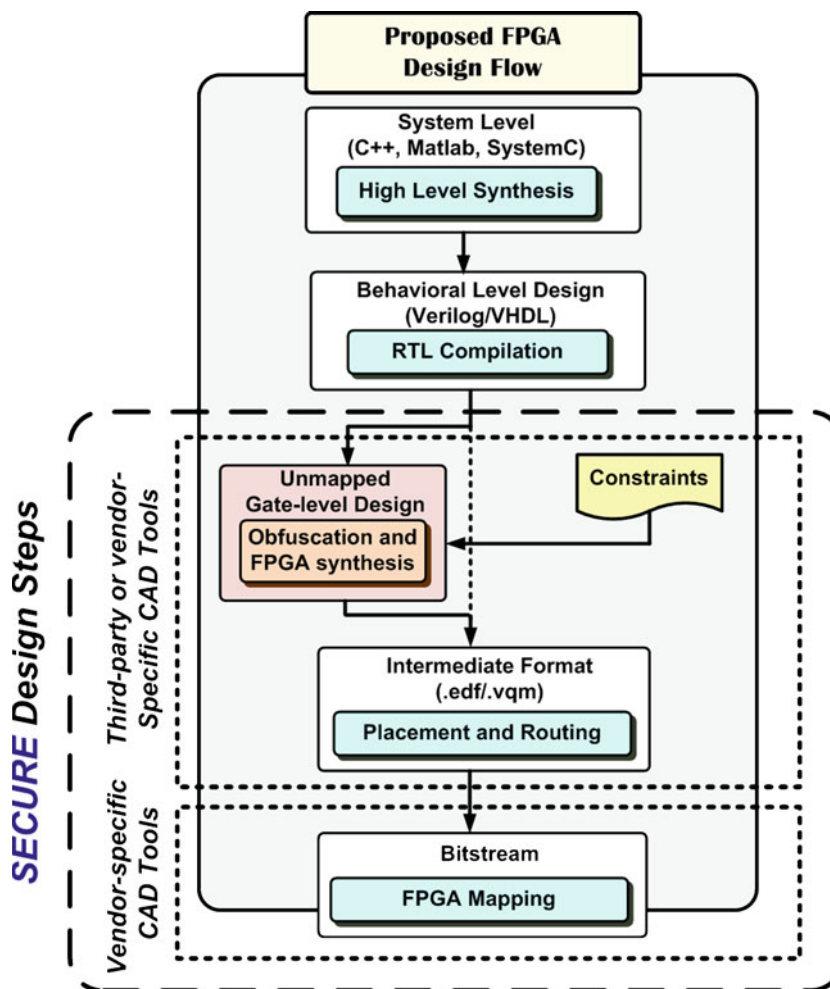 Proposed FPGA
Design Flow
System Level
(C++, Matlab, SystemC)
High Level Synthesis
Behavioral Level Design
(Verilog/VHDL)
RTL Compilation
Unmapped
Gate-level Design
Obfuscation and
FPGA synthesis
Constraints
Intermediate Format
(.edf/.vqm)
Placement and Routing
Bitstream
FPGA Mapping
SECURE Design Steps
Third-party or vendor-
Specific CAD Tools
Vendor-specific
CAD Tools